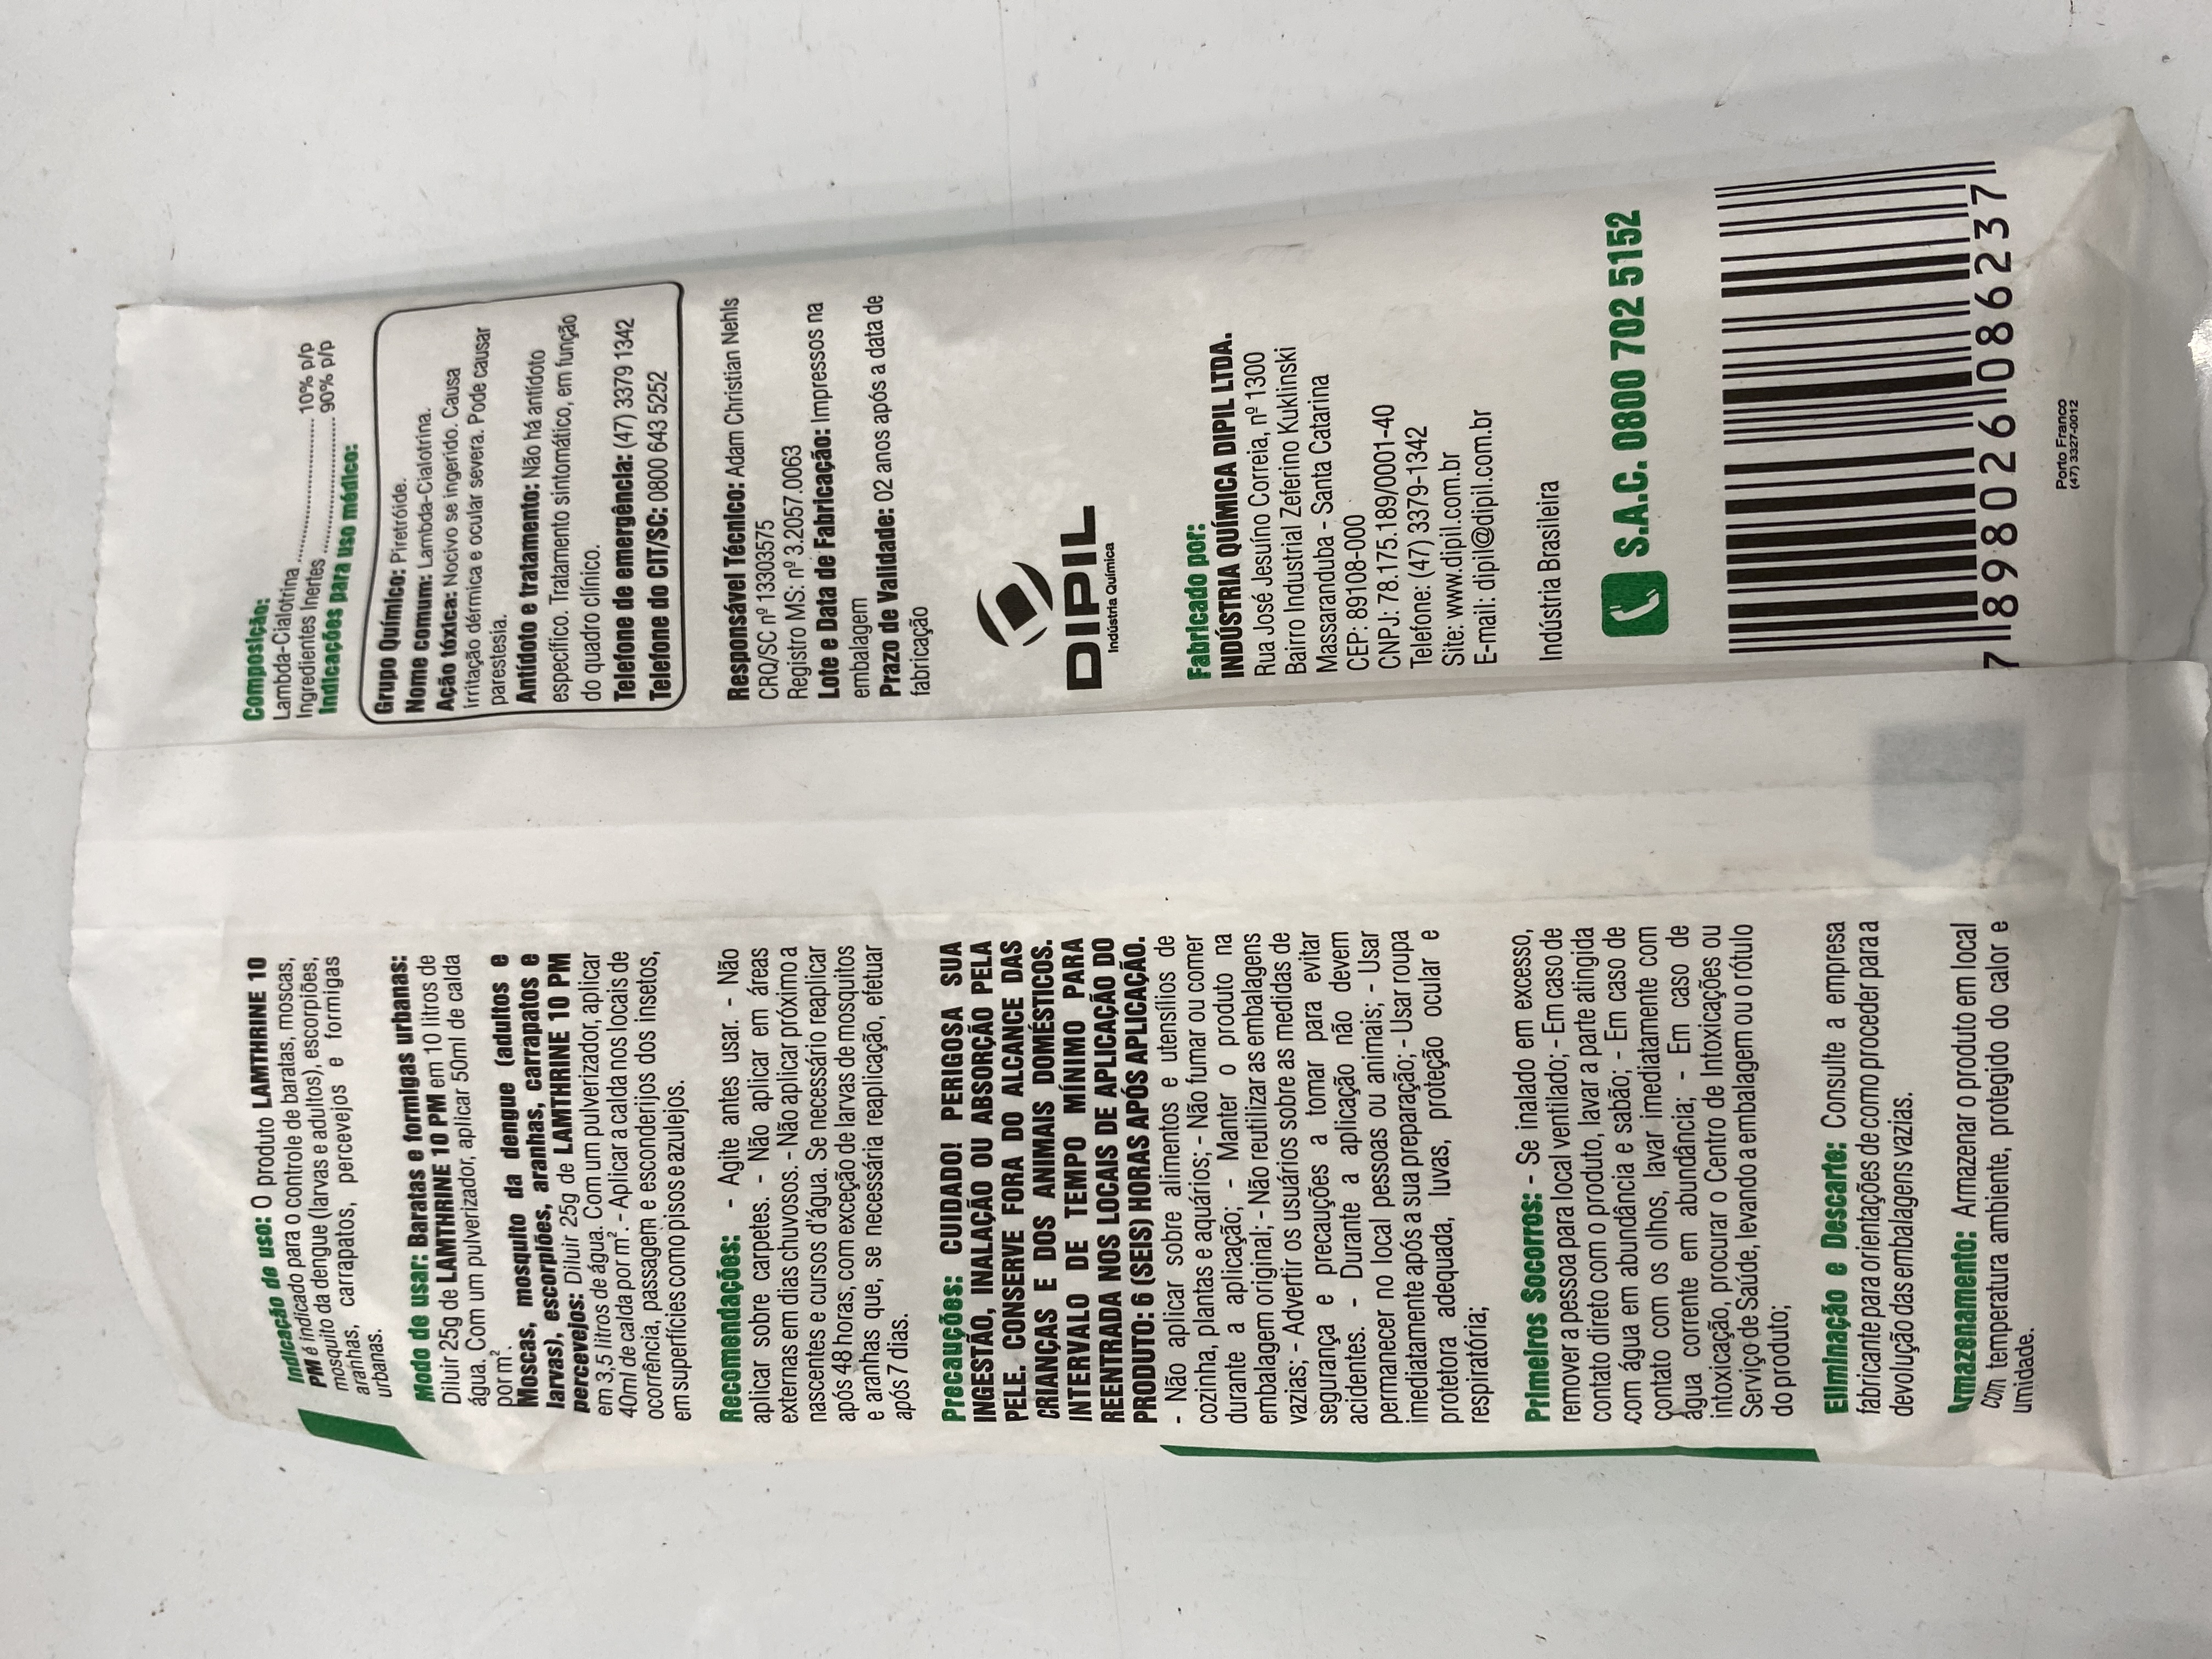 Indicação de uso: O produto LAMTHRINE 10
PM é indicado para o controle de baratas, moscas,
mosquito da dengue (larvas e adultos), escorpiões,
aranhas, carrapatos, percevejos e formigas
urbanas.
Modo de usar: Baratas e formigas urbanas:
Diluir 25g de LAMTHRINE 10 PM em 10 litros de
água. Com um pulverizador, aplicar 50ml de calda
por m².
Moscas, mosquito da dengue (adultos e
larvas), escorpiões, aranhas, carrapatos e
percevejos: Diluir 25g de LAMTHRINE 10 PM
em 3,5 litros de água. Com um pulverizador, aplicar
40ml de calda por m². - Aplicar a calda nos locais de
ocorrência, passagem e esconderijos dos insetos,
em superfícies como pisos e azulejos.
Recomendações: - Agite antes usar. - Não
aplicar sobre carpetes. - Não aplicar em áreas
externas em dias chuvosos. - Não aplicar próximo a
nascentes e cursos d'água. Se necessário reaplicar
após 48 horas; com exceção de larvas de mosquitos
e aranhas que, se necessária reaplicação, efetuar
após 7 dias.
Precauções: CUIDADO! PERIGOSA SUA
INGESTÃO, INALAÇÃO OU ABSORÇÃO PELA
PELE. CONSERVE FORA DO ALCANCE DAS
CRIANÇAS E DOS ANIMAIS DOMÉSTICOS.
INTERVALO DE TEMPO MÍNIMO PARA
REENTRADA NOS LOCAIS DE APLICAÇÃO DO
PRODUTO: 6 (SEIS) HORAS APÓS APLICAÇÃO.
- Não aplicar sobre alimentos e utensílios de
cozinha, plantas e aquários; - Não fumar ou comer
durante a aplicação; - Manter o produto na
embalagem original; - Não reutilizar as embalagens
vazias; - Advertir os usuários sobre as medidas de
segurança e precauções a tomar para evitar
acidentes. - Durante a aplicação não devem
permanecer no local pessoas ou animais; - Usar
imediatamente após a sua preparação; - Usar roupa
protetora adequada, luvas, proteção ocular e
respiratória;
Primeiros Socorros: - Se inalado em excesso,
remover a pessoa para local ventilado; - Em caso de
contato direto com o produto, lavar a parte atingida
com água em abundância e sabão; - Em caso de
contato com os olhos, lavar imediatamente com
água corrente em abundância; - Em caso de
intoxicação, procurar o Centro de Intoxicações ou
Serviço de Saúde, levando a embalagem ou o rótulo
do produto;
Eliminação e Descarte: Consulte a empresa
fabricante para orientações de como proceder para a
devolução das embalagens vazias.
Armazenamento: Armazenar o produto em local
com temperatura ambiente, protegido do calor e
umidade.
Composição:
Lambda-Cialotrina ........................ 10% p/p
Ingredientes Inertes ........................ 90% p/p
Indicações para uso médico:
Grupo Químico: Piretróide.
Nome comum: Lambda-Cialotrina.
Ação tóxica: Nocivo se ingerido. Causa
irritação dérmica e ocular severa. Pode causar
parestesia.
Antídoto e tratamento: Não há antídoto
específico. Tratamento sintomático, em função
do quadro clínico.
Telefone de emergência: (47) 3379 1342
Telefone do CIT/SC: 0800 643 5252
Responsável Técnico: Adam Christian Nehls
CRQ/SC nº 13303575
Registro MS: nº 3.2057.0063
Lote e Data de Fabricação: Impressos na
embalagem
Prazo de Validade: 02 anos após a data de
fabricação
DIPIL
Indústria Química
Fabricado por:
INDÚSTRIA QUÍMICA DIPIL LTDA.
Rua José Jesuíno Correia, nº 1300
Bairro Industrial Zeferino Kuklinski
Massaranduba - Santa Catarina
CEP: 89108-000
CNPJ: 78.175.189/0001-40
Telefone: (47) 3379-1342
Site: www.dipil.com.br
E-mail: dipil@dipil.com.br
Indústria Brasileira
S.A.C. 0800 702 5152
7 898026 086237
Porto Franco
(47) 3327-0012